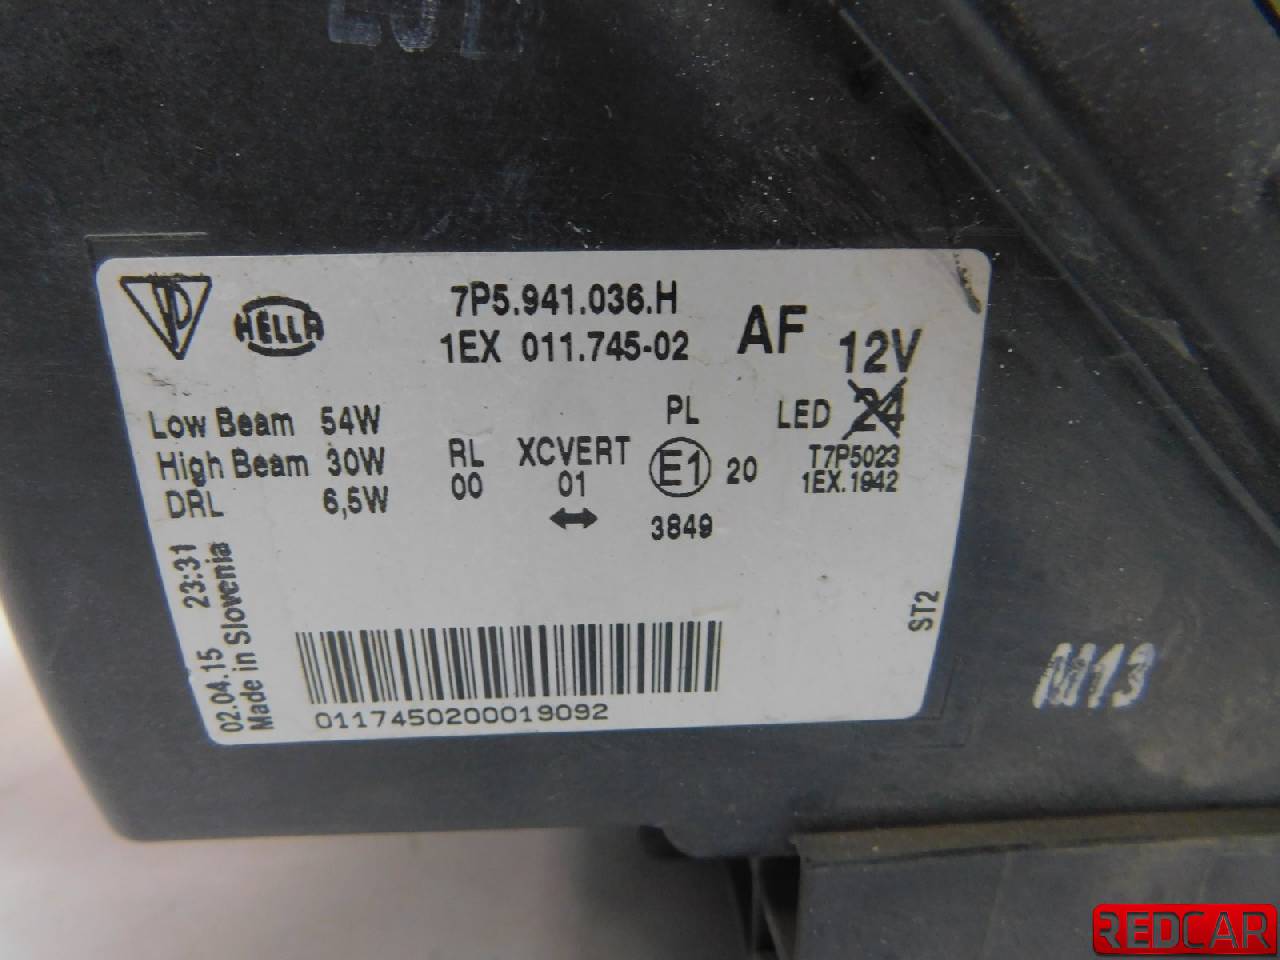 HELLA
7P5.941.036.H
1EX 011.745-02
AF
12V
Low Beam 54W
High Beam 30W
DRL 6,5W
RL
00
XCVERT
01
PL
E1
20
3849
LED 24
T7P5023
1EX.1942
02.04.15 23:31
Made in Slovenia
ST2
0117450200019092
M13
REDCAR